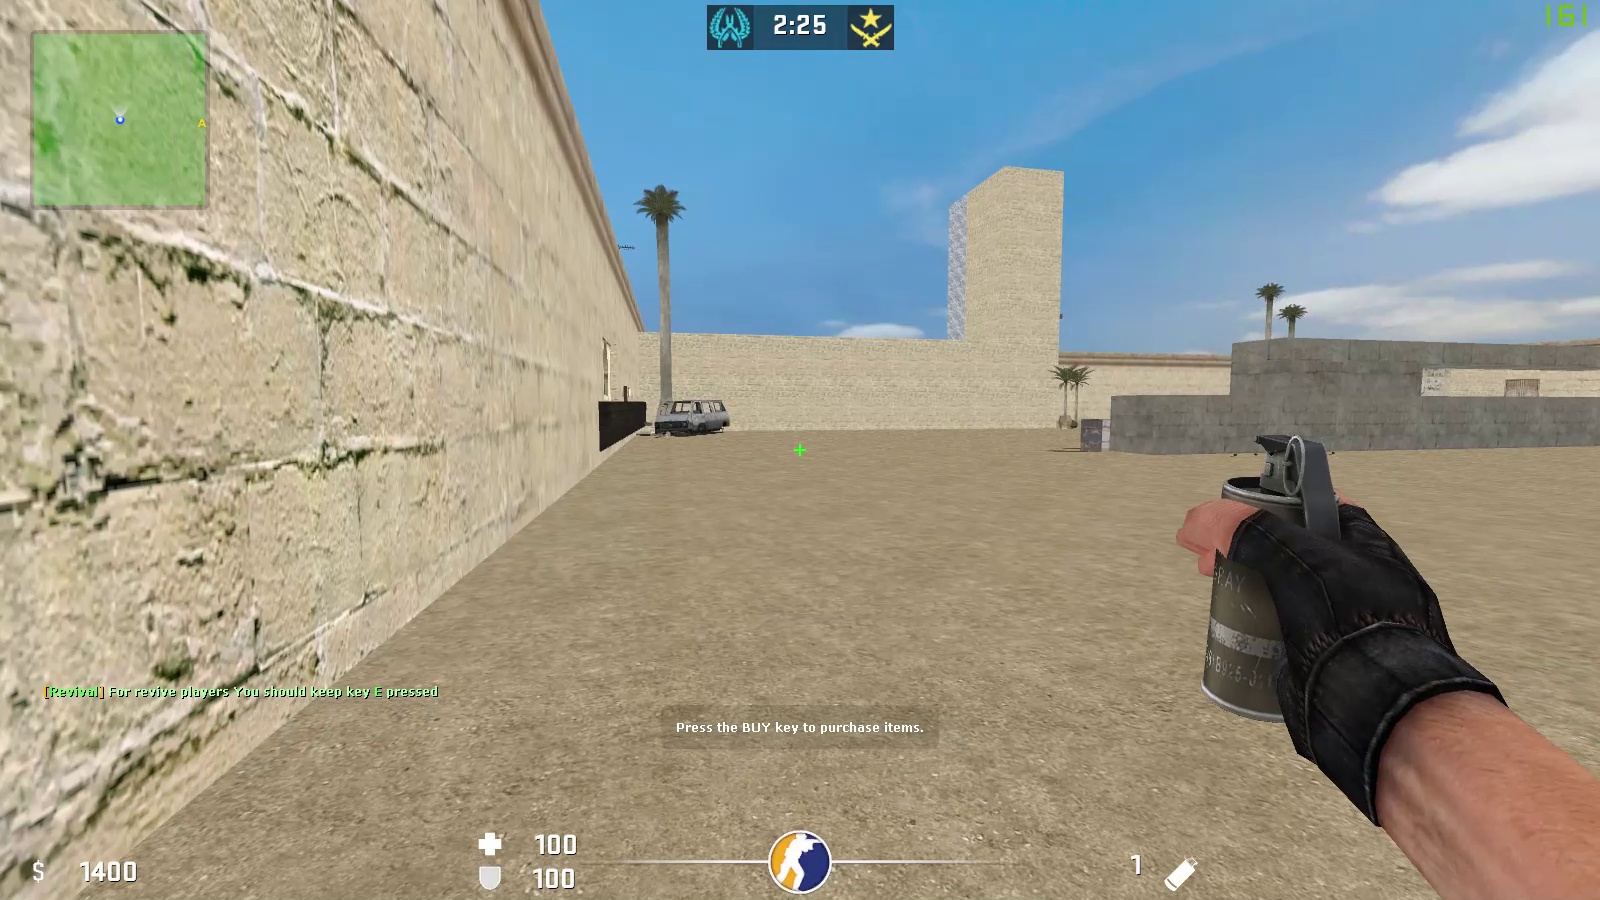 2:25
161
A
[Revival] For revive players You should keep key E pressed
Press the BUY key to purchase items.
$ 1400
100
100
1